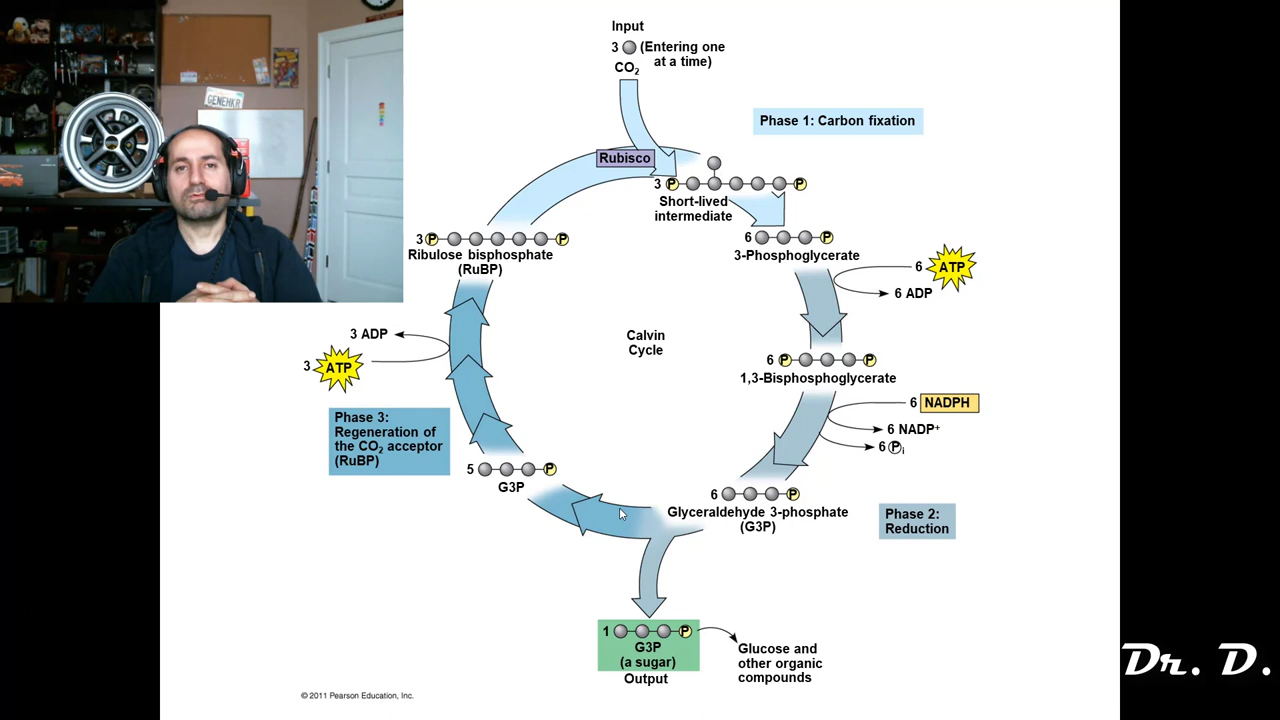 Input
3 (Entering one
at a time)
CO₂
Phase 1: Carbon fixation
GENEHKR
Rubisco
3 P P
Short-lived
intermediate
3 P P
Ribulose bisphosphate
(RuBP)
6 P
3-Phosphoglycerate
6 ATP
6 ADP
3 ADP
3 ATP
Calvin
Cycle
6 P P
1,3-Bisphosphoglycerate
6 NADPH
6 NADP⁺
6 Pᵢ
Phase 3:
Regeneration of
the CO₂ acceptor
(RuBP)
5 P
G3P
6 P
Glyceraldehyde 3-phosphate
(G3P)
Phase 2:
Reduction
1 P
G3P
(a sugar)
Output
Glucose and
other organic
compounds
Dr. D.
© 2011 Pearson Education, Inc.